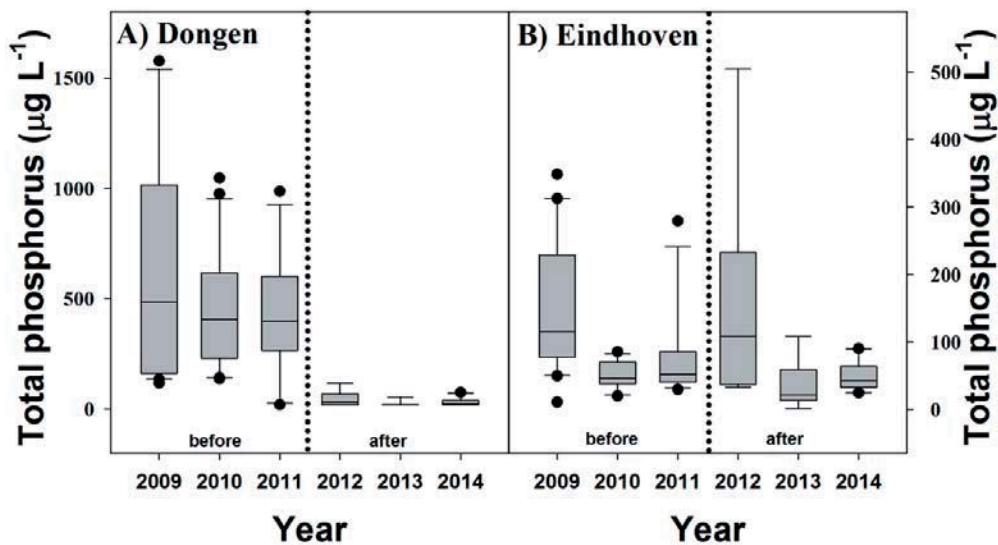 A) Dongen
B) Eindhoven
Total phosphorus (µg L⁻¹)
1500
1000
500
0
before
after
before
after
500
400
300
200
100
0
Total phosphorus (µg L⁻¹)
2009 2010 2011 2012 2013 2014
2009 2010 2011 2012 2013 2014
Year
Year